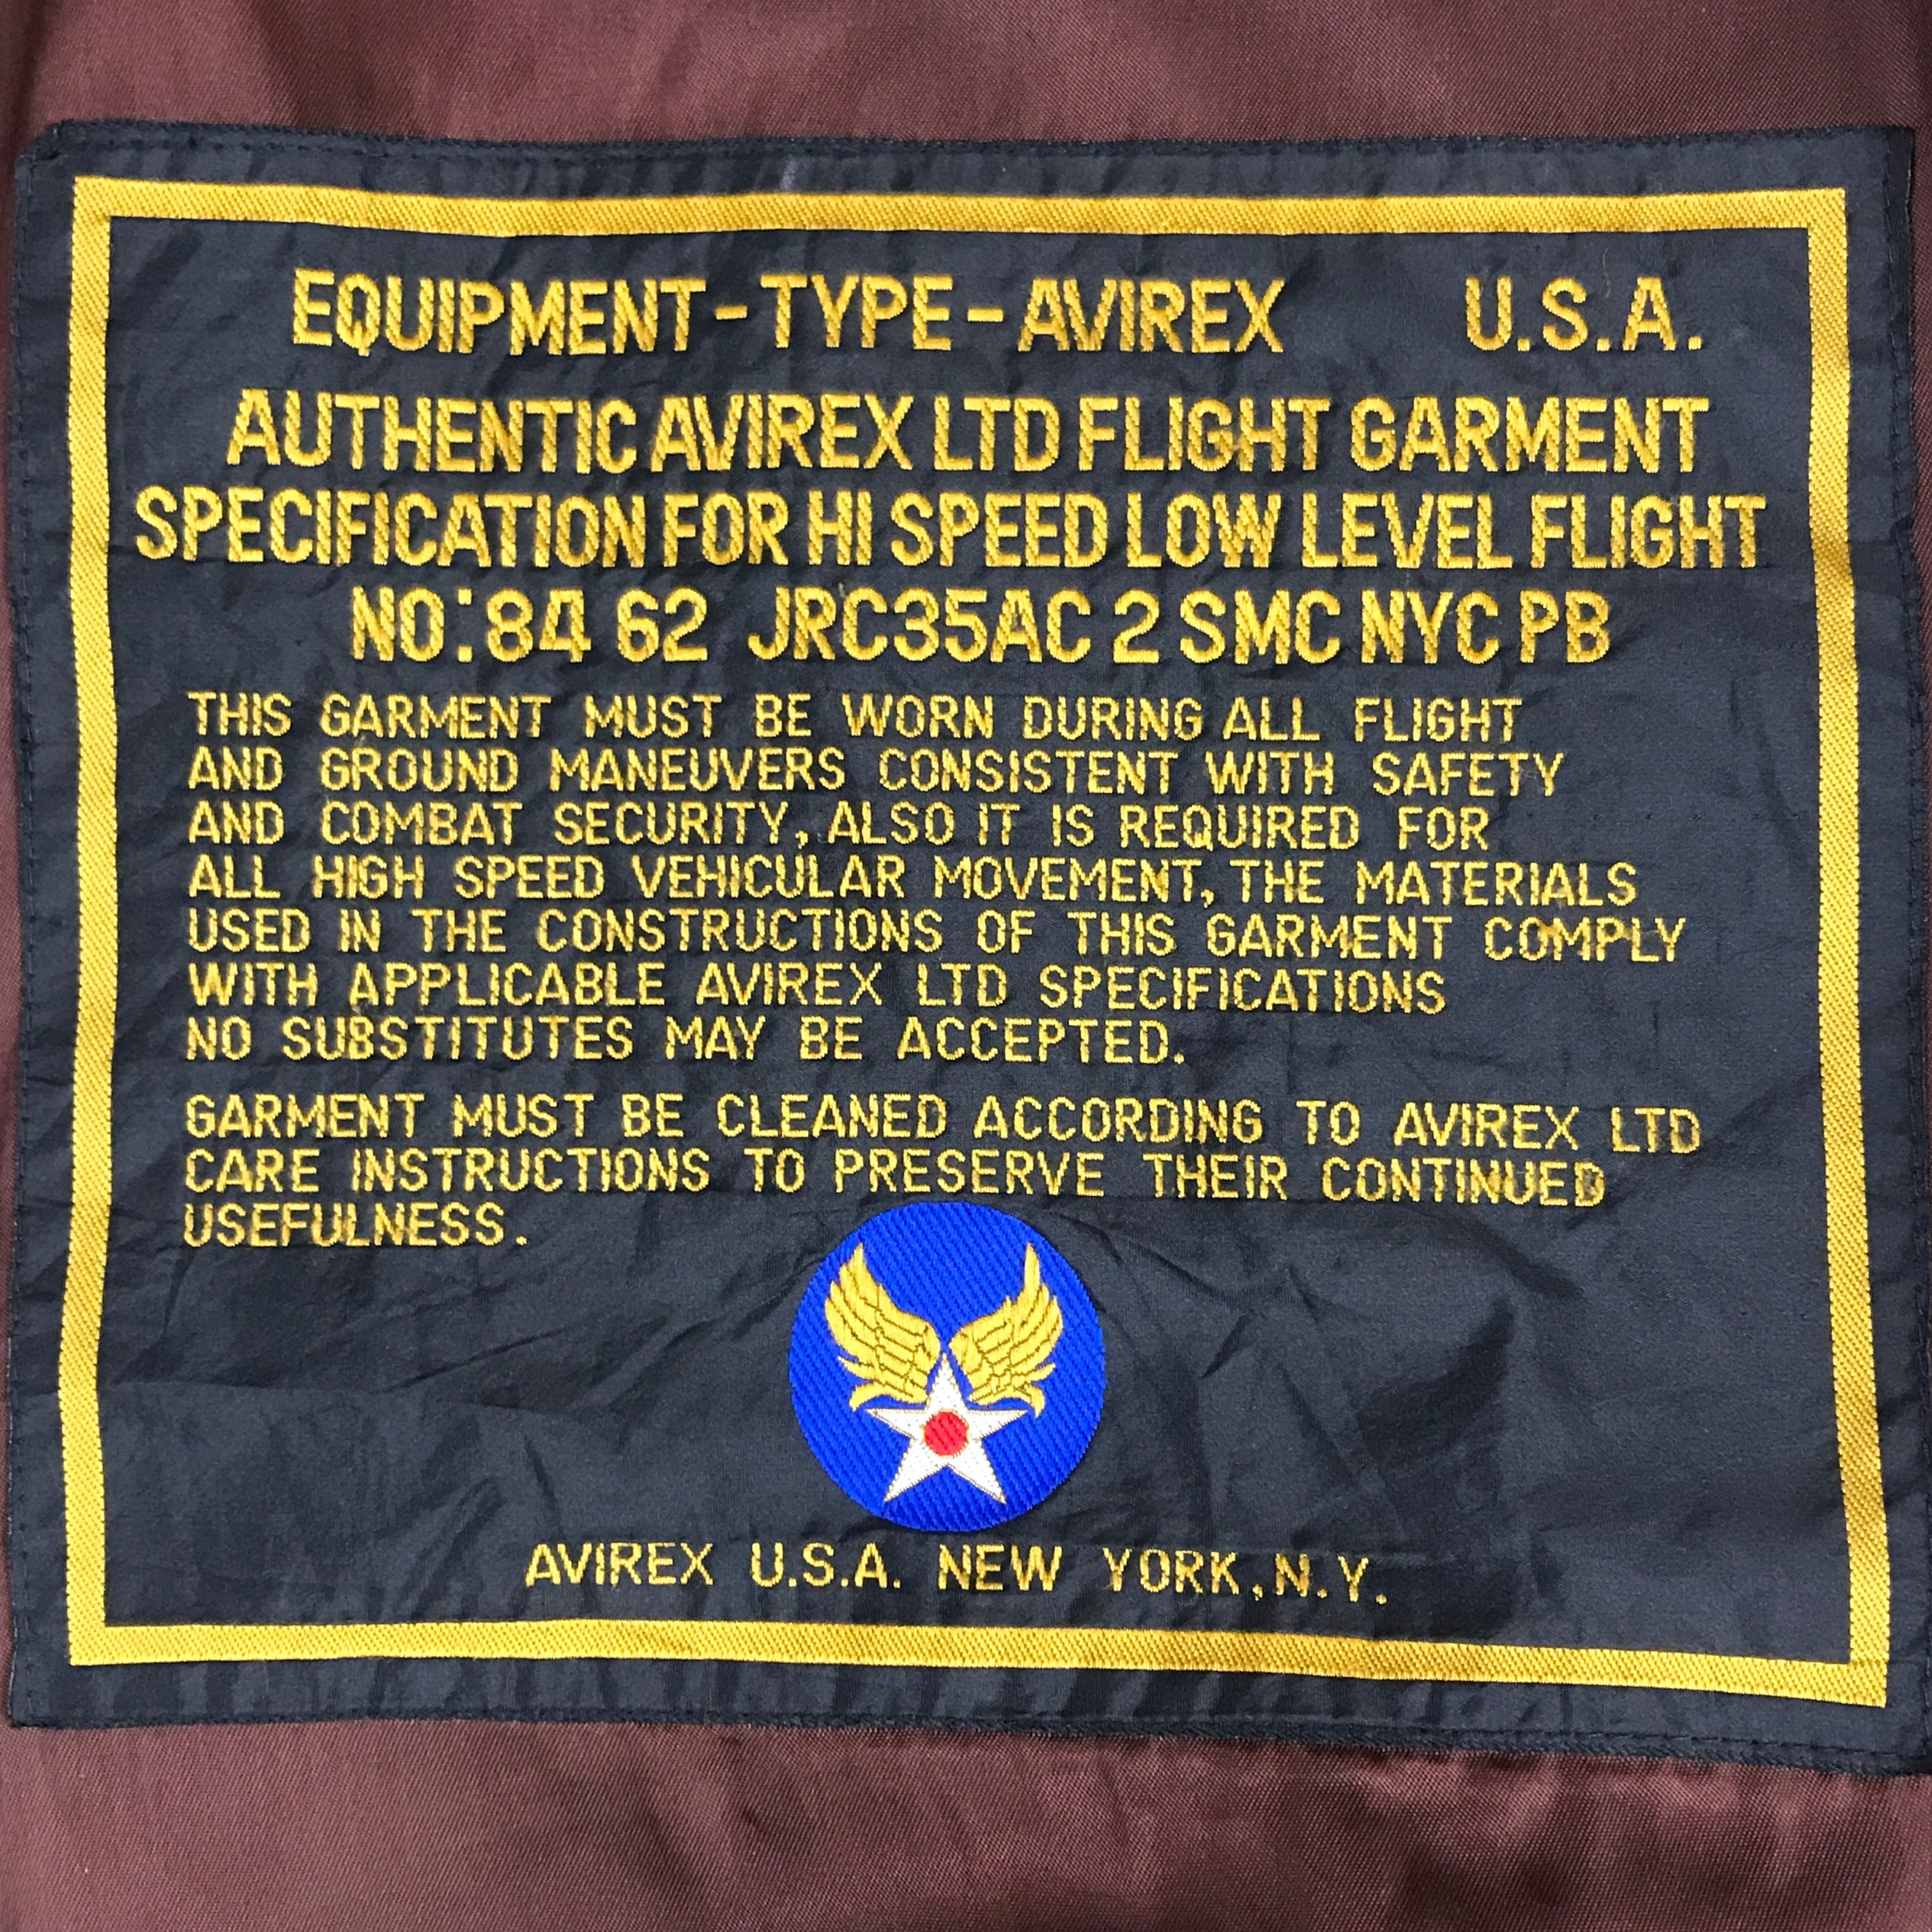 EQUIPMENT-TYPE-AVIREX U.S.A.
AUTHENTIC AVIREX LTD FLIGHT GARMENT
SPECIFICATION FOR HI SPEED LOW LEVEL FLIGHT
NO:84 62 JRC35AC 2 SMC NYC PB
THIS GARMENT MUST BE WORN DURING ALL FLIGHT
AND GROUND MANEUVERS CONSISTENT WITH SAFETY
AND COMBAT SECURITY, ALSO IT IS REQUIRED FOR
ALL HIGH SPEED VEHICULAR MOVEMENT, THE MATERIALS
USED IN THE CONSTRUCTIONS OF THIS GARMENT COMPLY
WITH APPLICABLE AVIREX LTD SPECIFICATIONS
NO SUBSTITUTES MAY BE ACCEPTED.
GARMENT MUST BE CLEANED ACCORDING TO AVIREX LTD
CARE INSTRUCTIONS TO PRESERVE THEIR CONTINUED
USEFULNESS.
AVIREX U.S.A. NEW YORK, N.Y.